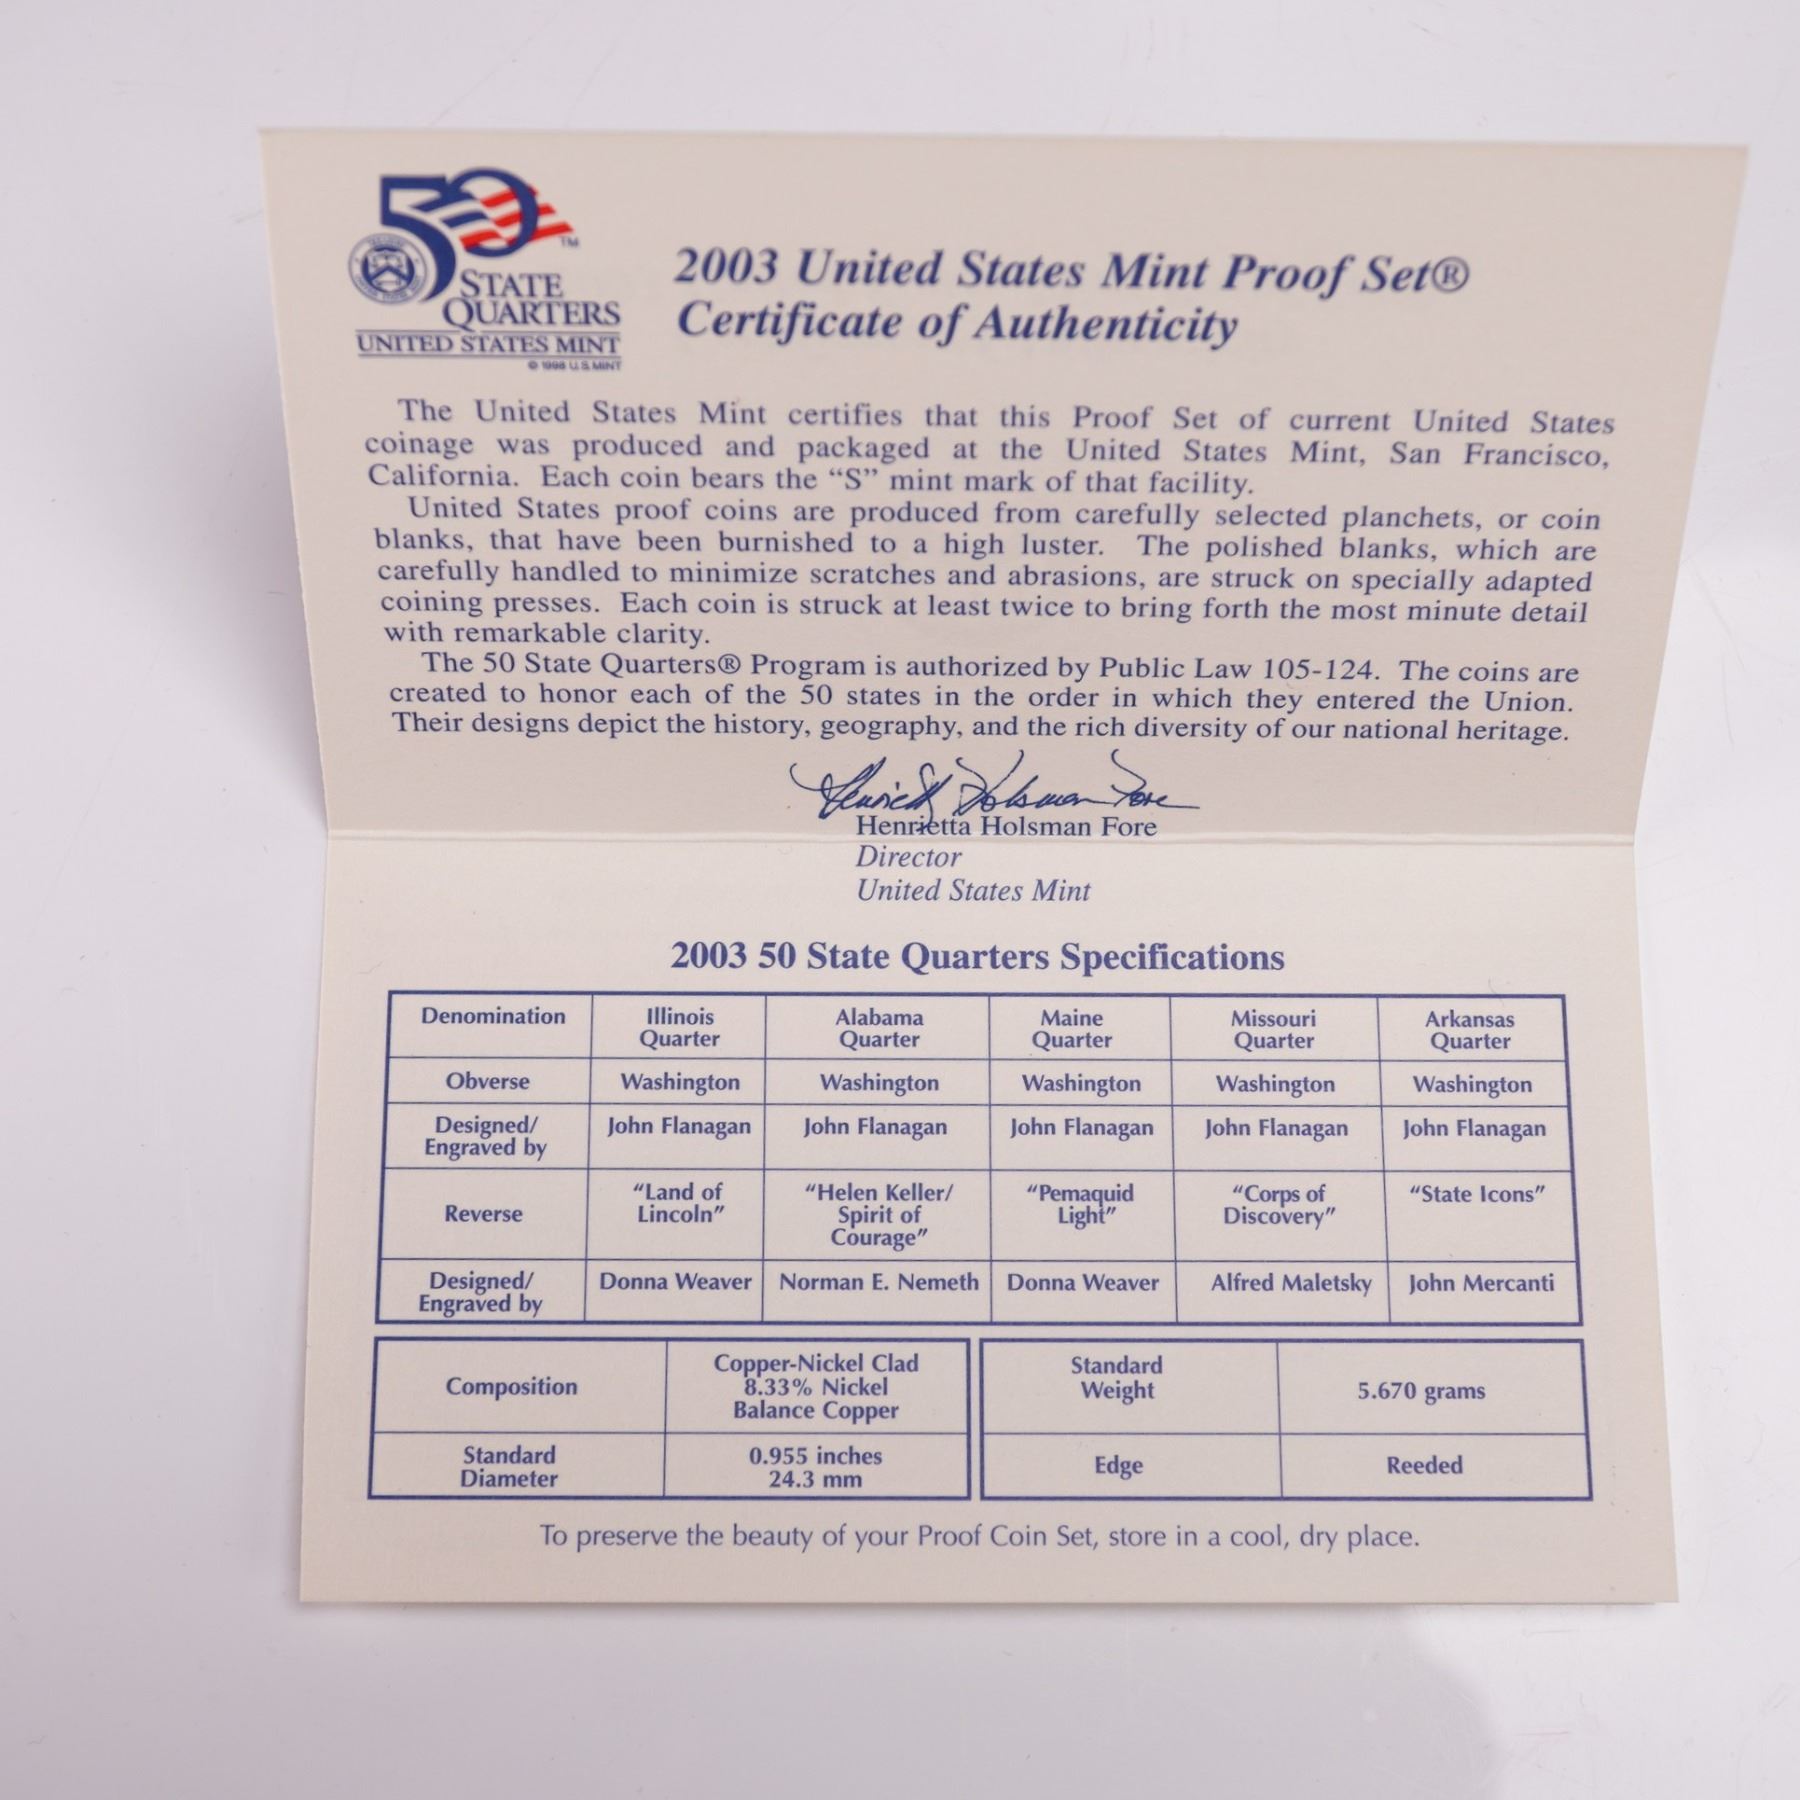 50™
STATE
QUARTERS
UNITED STATES MINT
© 1998 U.S. MINT
2003 United States Mint Proof Set®
Certificate of Authenticity
The United States Mint certifies that this Proof Set of current United States
coinage was produced and packaged at the United States Mint, San Francisco,
California. Each coin bears the “S” mint mark of that facility.
United States proof coins are produced from carefully selected planchets, or coin
blanks, that have been burnished to a high luster. The polished blanks, which are
carefully handled to minimize scratches and abrasions, are struck on specially adapted
coining presses. Each coin is struck at least twice to bring forth the most minute detail
with remarkable clarity.
The 50 State Quarters® Program is authorized by Public Law 105-124. The coins are
created to honor each of the 50 states in the order in which they entered the Union.
Their designs depict the history, geography, and the rich diversity of our national heritage.
Henrietta Holsman Fore
Henrietta Holsman Fore
Director
United States Mint
2003 50 State Quarters Specifications
Denomination Illinois Quarter Alabama Quarter Maine Quarter Missouri Quarter Arkansas Quarter
Obverse Washington Washington Washington Washington Washington
Designed/ Engraved by John Flanagan John Flanagan John Flanagan John Flanagan John Flanagan
Reverse “Land of Lincoln” “Helen Keller/ Spirit of Courage” “Pemaquid Light” “Corps of Discovery” “State Icons”
Designed/ Engraved by Donna Weaver Norman E. Nemeth Donna Weaver Alfred Maletsky John Mercanti
Composition Copper-Nickel Clad 8.33% Nickel Balance Copper Standard Weight 5.670 grams
Standard Diameter 0.955 inches 24.3 mm Edge Reeded
To preserve the beauty of your Proof Coin Set, store in a cool, dry place.